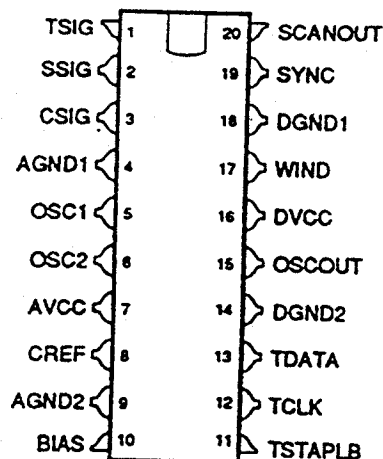 TSIG 1 20 SCANOUT
SSIG 2 19 SYNC
CSIG 3 18 DGND1
AGND1 4 17 WIND
OSC1 5 16 DVCC
OSC2 6 15 OSCOUT
AVCC 7 14 DGND2
CREF 8 13 TDATA
AGND2 9 12 TCLK
BIAS 10 11 TSTAPLB